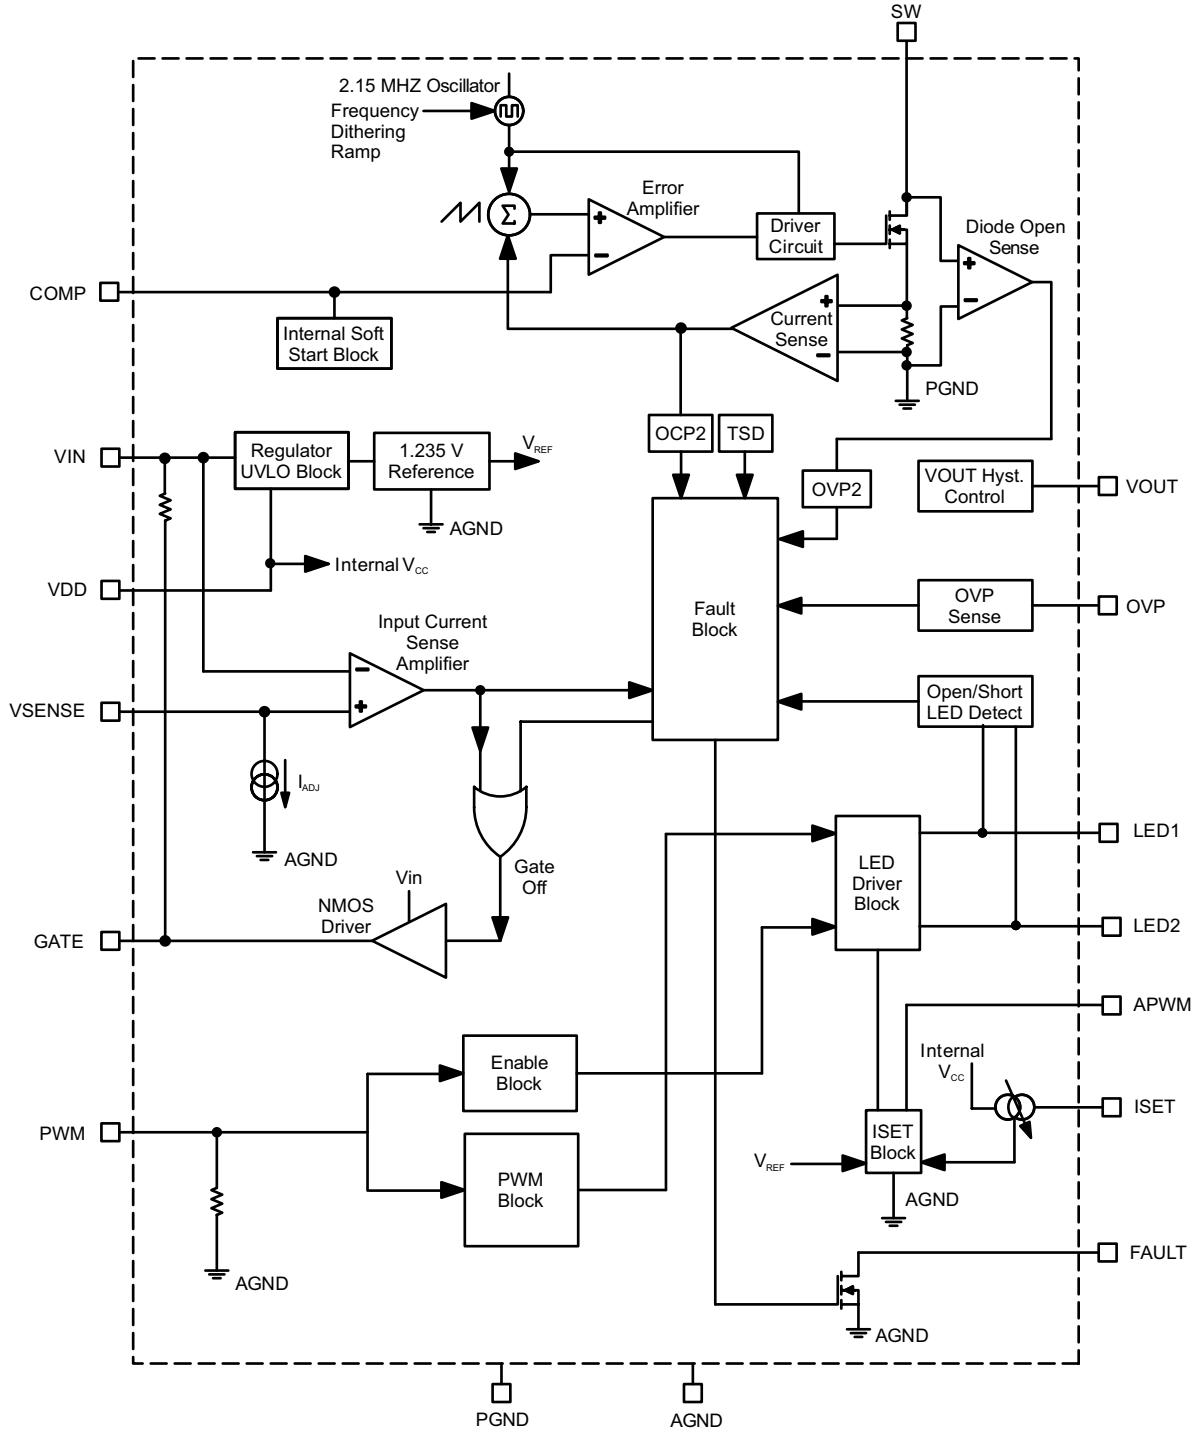 SW
2.15 MHZ Oscillator
Frequency
Dithering
Ramp
Σ
Error
Amplifier
+
−
Driver
Circuit
Diode Open
Sense
+
−
COMP
Internal Soft
Start Block
Current
Sense
+
−
PGND
VIN
Regulator
UVLO Block
1.235 V
Reference
VREF
AGND
OCP2
TSD
OVP2
VOUT Hyst.
Control
VOUT
VDD
Internal VCC
Fault
Block
OVP
Sense
OVP
Input Current
Sense
Amplifier
−
+
VSENSE
Open/Short
LED Detect
IADJ
AGND
LED
Driver
Block
LED1
LED2
Gate
Off
Vin
NMOS
Driver
GATE
APWM
Enable
Block
Internal
VCC
ISET
PWM
PWM
Block
ISET
Block
VREF
AGND
AGND
FAULT
AGND
PGND
AGND